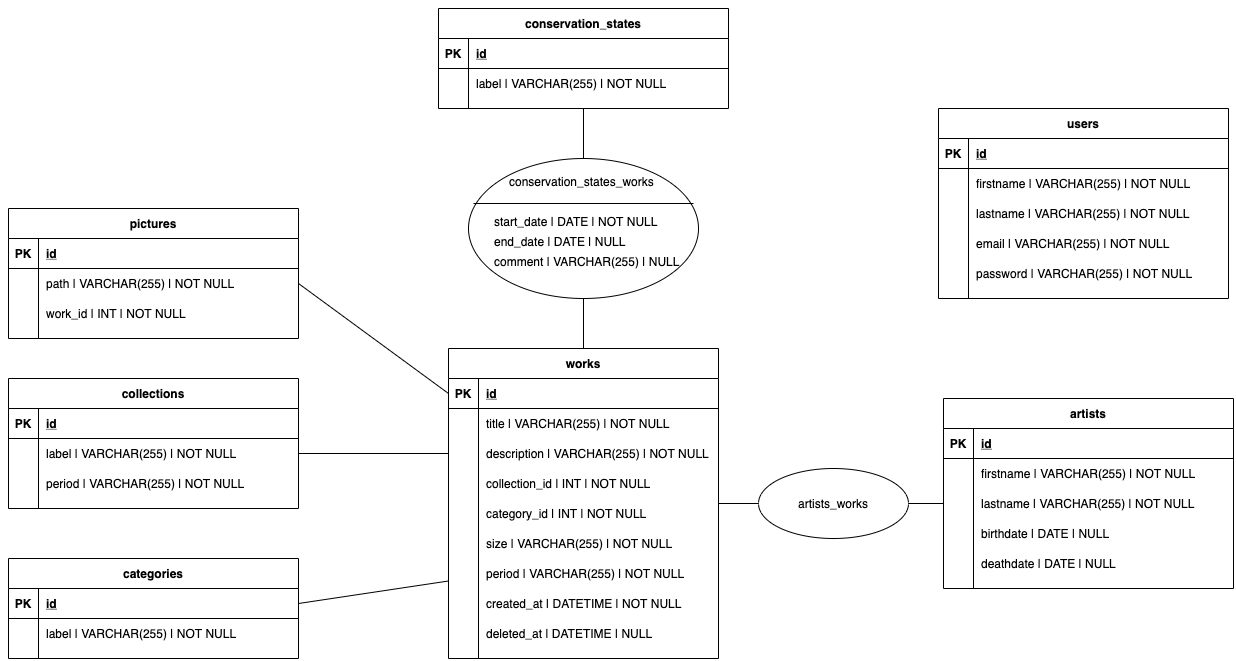 conservation_states
PK id
label | VARCHAR(255) | NOT NULL
users
PK id
firstname | VARCHAR(255) | NOT NULL
lastname | VARCHAR(255) | NOT NULL
email | VARCHAR(255) | NOT NULL
password | VARCHAR(255) | NOT NULL
conservation_states_works
start_date | DATE | NOT NULL
end_date | DATE | NULL
comment | VARCHAR(255) | NULL
pictures
PK id
path | VARCHAR(255) | NOT NULL
work_id | INT | NOT NULL
collections
PK id
label | VARCHAR(255) | NOT NULL
period | VARCHAR(255) | NOT NULL
categories
PK id
label | VARCHAR(255) | NOT NULL
works
PK id
title | VARCHAR(255) | NOT NULL
description | VARCHAR(255) | NOT NULL
collection_id | INT | NOT NULL
category_id | INT | NOT NULL
size | VARCHAR(255) | NOT NULL
period | VARCHAR(255) | NOT NULL
created_at | DATETIME | NOT NULL
deleted_at | DATETIME | NULL
artists_works
artists
PK id
firstname | VARCHAR(255) | NOT NULL
lastname | VARCHAR(255) | NOT NULL
birthdate | DATE | NULL
deathdate | DATE | NULL